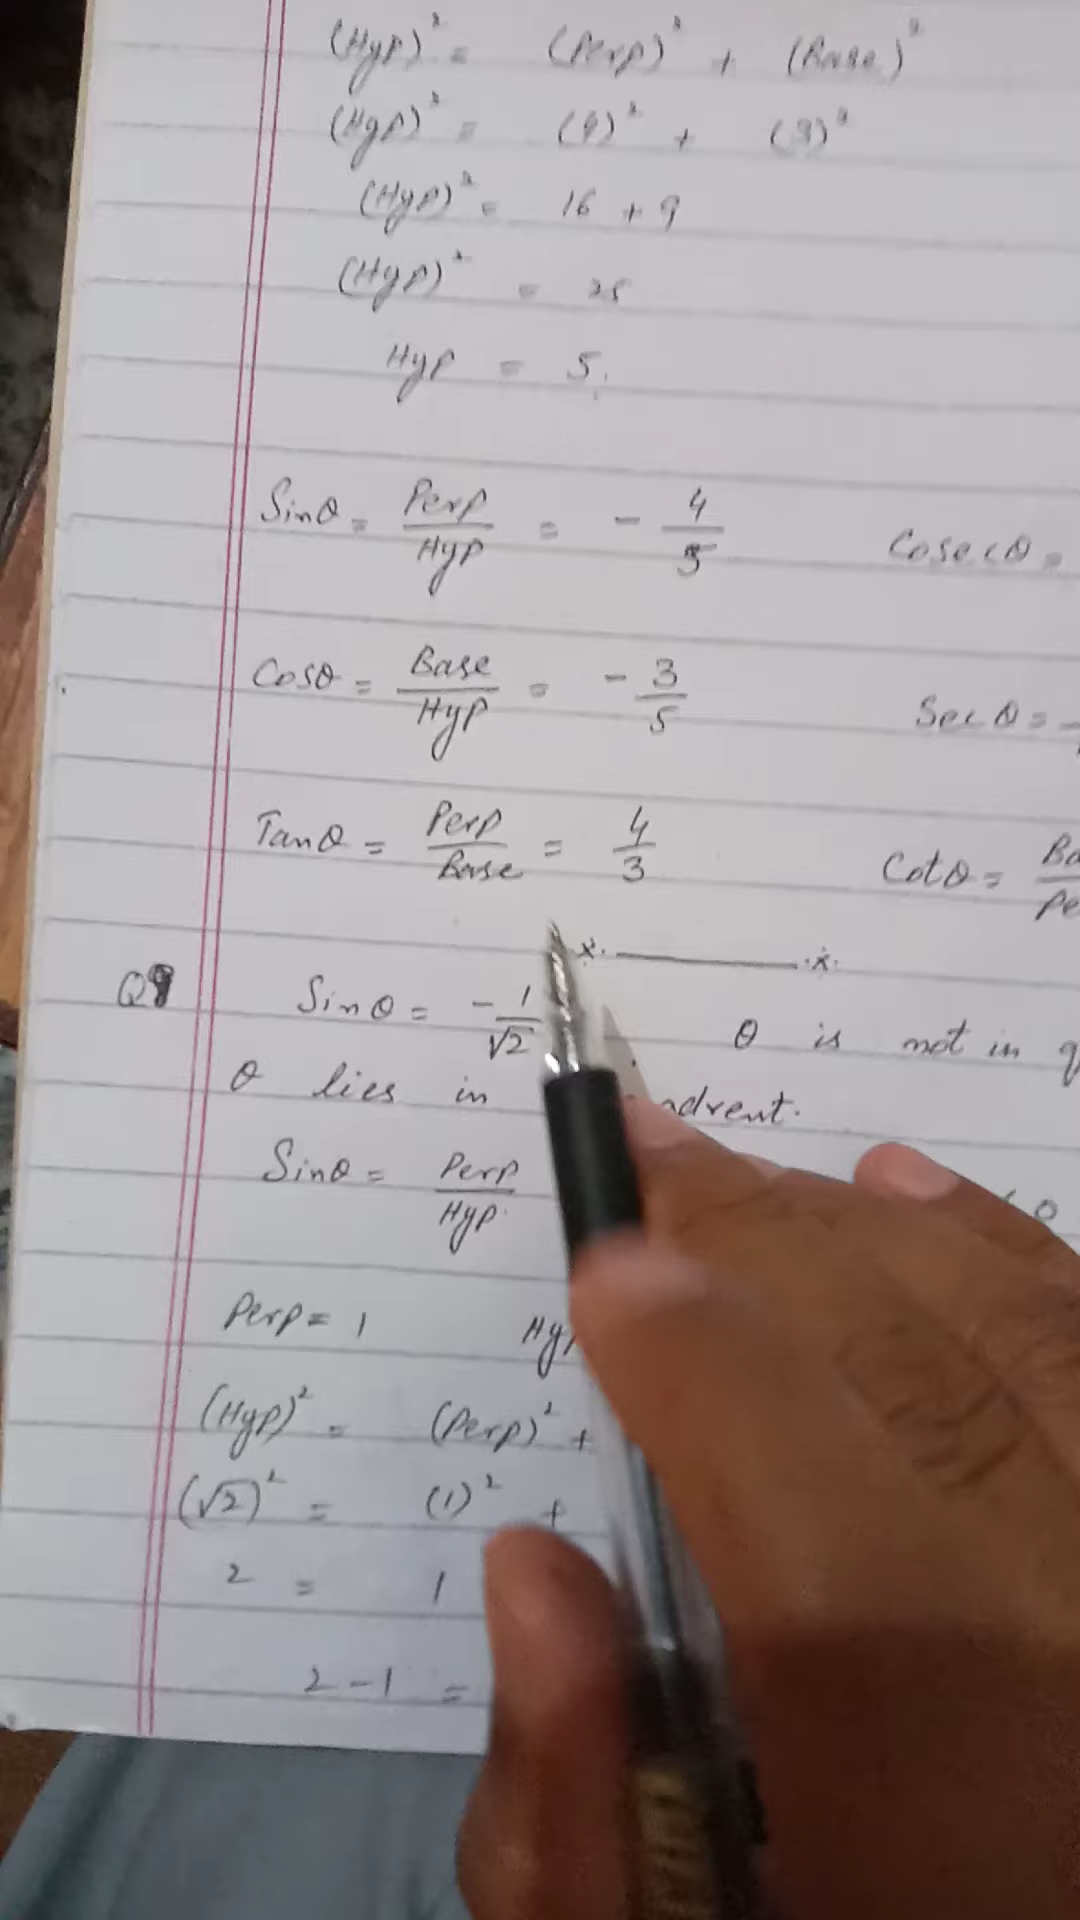 (Hyp)² = (Perp)² + (Base)²
(Hyp)² = (4)² + (3)²
(Hyp)² = 16 + 9
(Hyp)² = 25
Hyp = 5.
Sinθ = Perp/Hyp = - 4/5 Cosecθ =
Cosθ = Base/Hyp = - 3/5 Secθ = -
Tanθ = Perp/Base = 4/3 Cotθ =
Q9 Sinθ = - 1/√2 θ is not in
θ lies in
Sinθ = Perp/Hyp.
Perp = 1
(Hyp)² = (Perp)² +
(√2)² = (1)² +
2 = 1
2 - 1 =